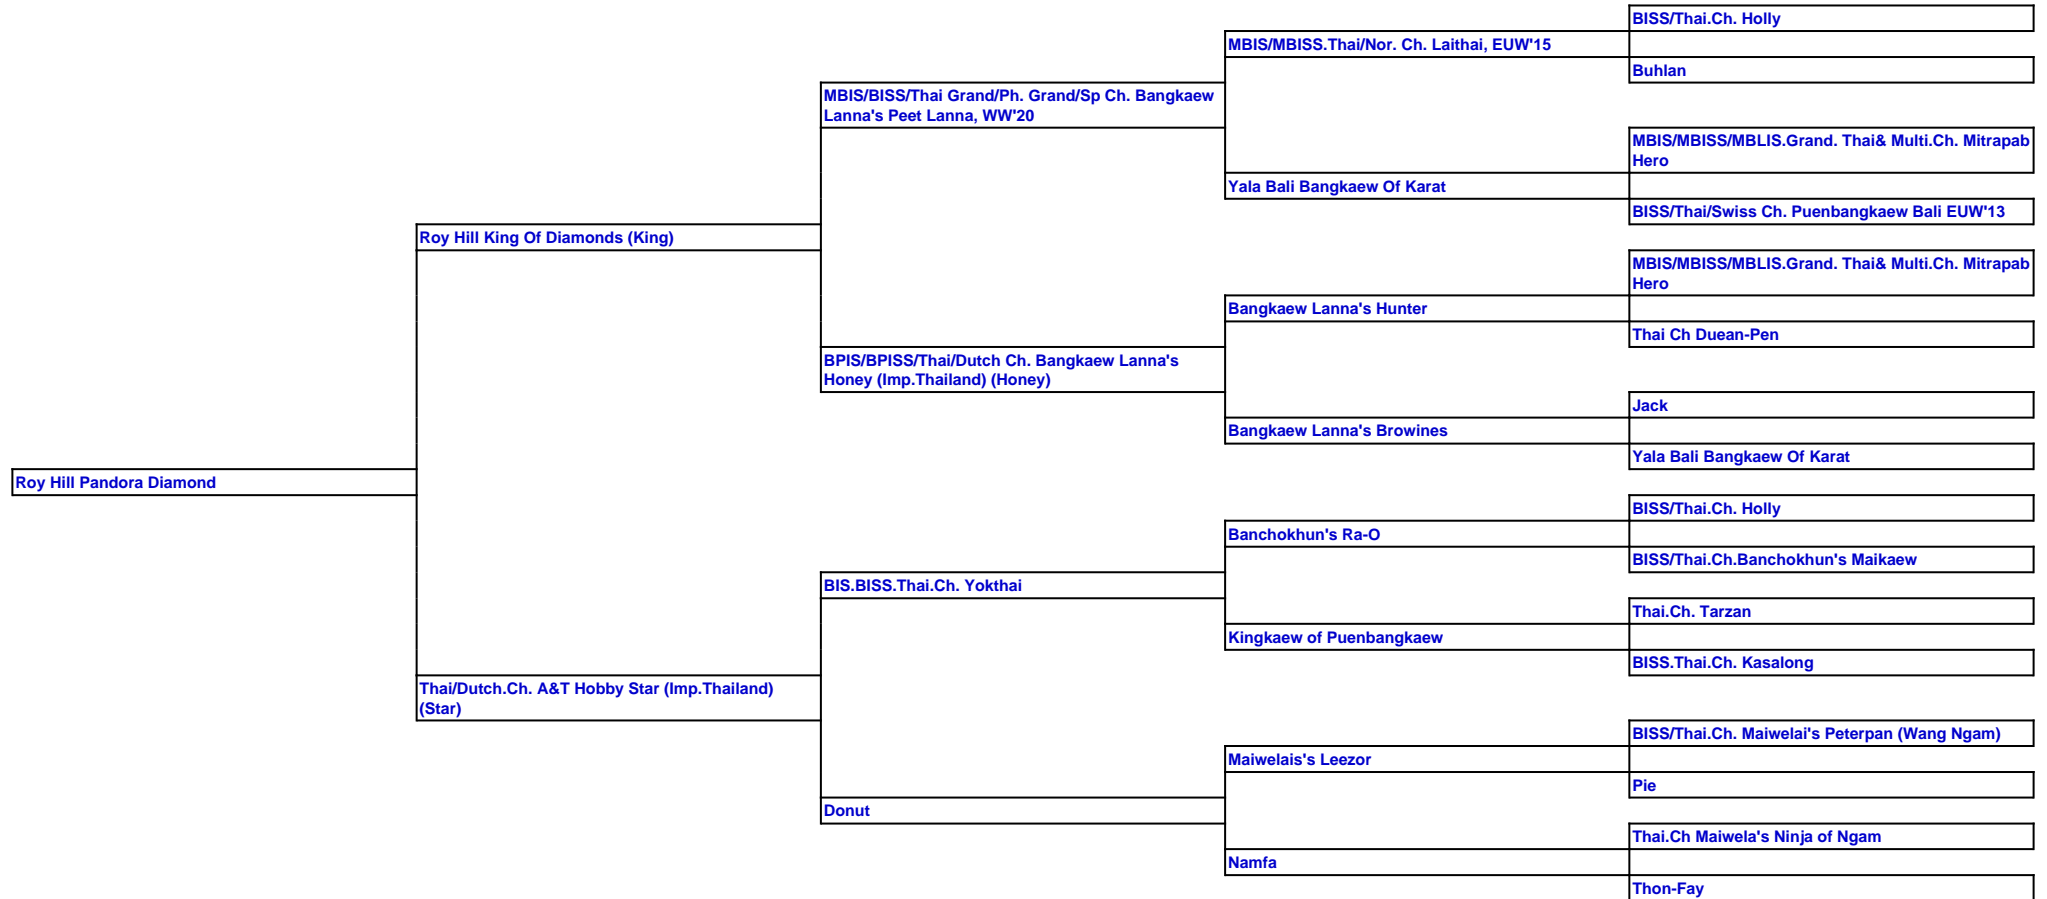 BISS/Thai.Ch. Holly
MBIS/MBISS.Thai/Nor. Ch. Laithai, EUW'15
Buhlan
MBIS/BISS/Thai Grand/Ph. Grand/Sp Ch. Bangkaew
Lanna's Peet Lanna, WW'20
MBIS/MBISS/MBLIS.Grand. Thai& Multi.Ch. Mitrapab
Hero
Yala Bali Bangkaew Of Karat
BISS/Thai/Swiss Ch. Puenbangkaew Bali EUW'13
Roy Hill King Of Diamonds (King)
MBIS/MBISS/MBLIS.Grand. Thai& Multi.Ch. Mitrapab
Hero
Bangkaew Lanna's Hunter
Thai Ch Duean-Pen
BPIS/BPISS/Thai/Dutch Ch. Bangkaew Lanna's
Honey (Imp.Thailand) (Honey)
Jack
Bangkaew Lanna's Browines
Yala Bali Bangkaew Of Karat
Roy Hill Pandora Diamond
BISS/Thai.Ch. Holly
Banchokhun's Ra-O
BISS/Thai.Ch.Banchokhun's Maikaew
BIS.BISS.Thai.Ch. Yokthai
Thai.Ch. Tarzan
Kingkaew of Puenbangkaew
BISS.Thai.Ch. Kasalong
Thai/Dutch.Ch. A&T Hobby Star (Imp.Thailand)
(Star)
BISS/Thai.Ch. Maiwelai's Peterpan (Wang Ngam)
Maiwelais's Leezor
Pie
Donut
Thai.Ch Maiwela's Ninja of Ngam
Namfa
Thon-Fay